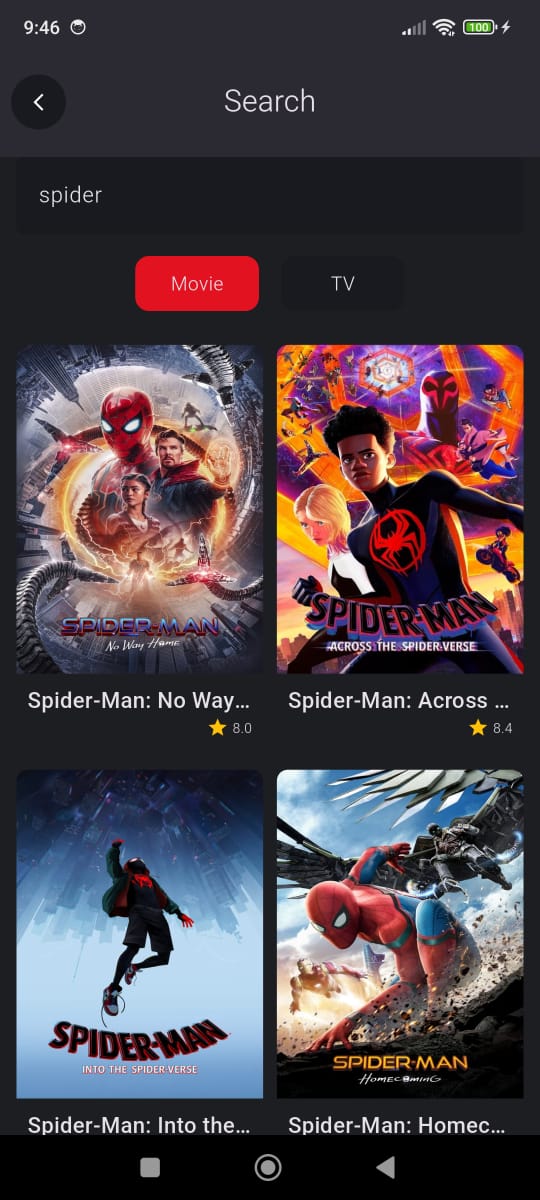 9:46
100
Search
spider
Movie
TV
SPIDER-MAN
No Way Home
SPIDER-MAN
ACROSS THE SPIDER-VERSE
Spider-Man: No Way...
8.0
Spider-Man: Across ...
8.4
SPIDER-MAN
INTO THE SPIDER-VERSE
SPIDER-MAN
HOMECOMING
Spider-Man: Into the...
Spider-Man: Homec...